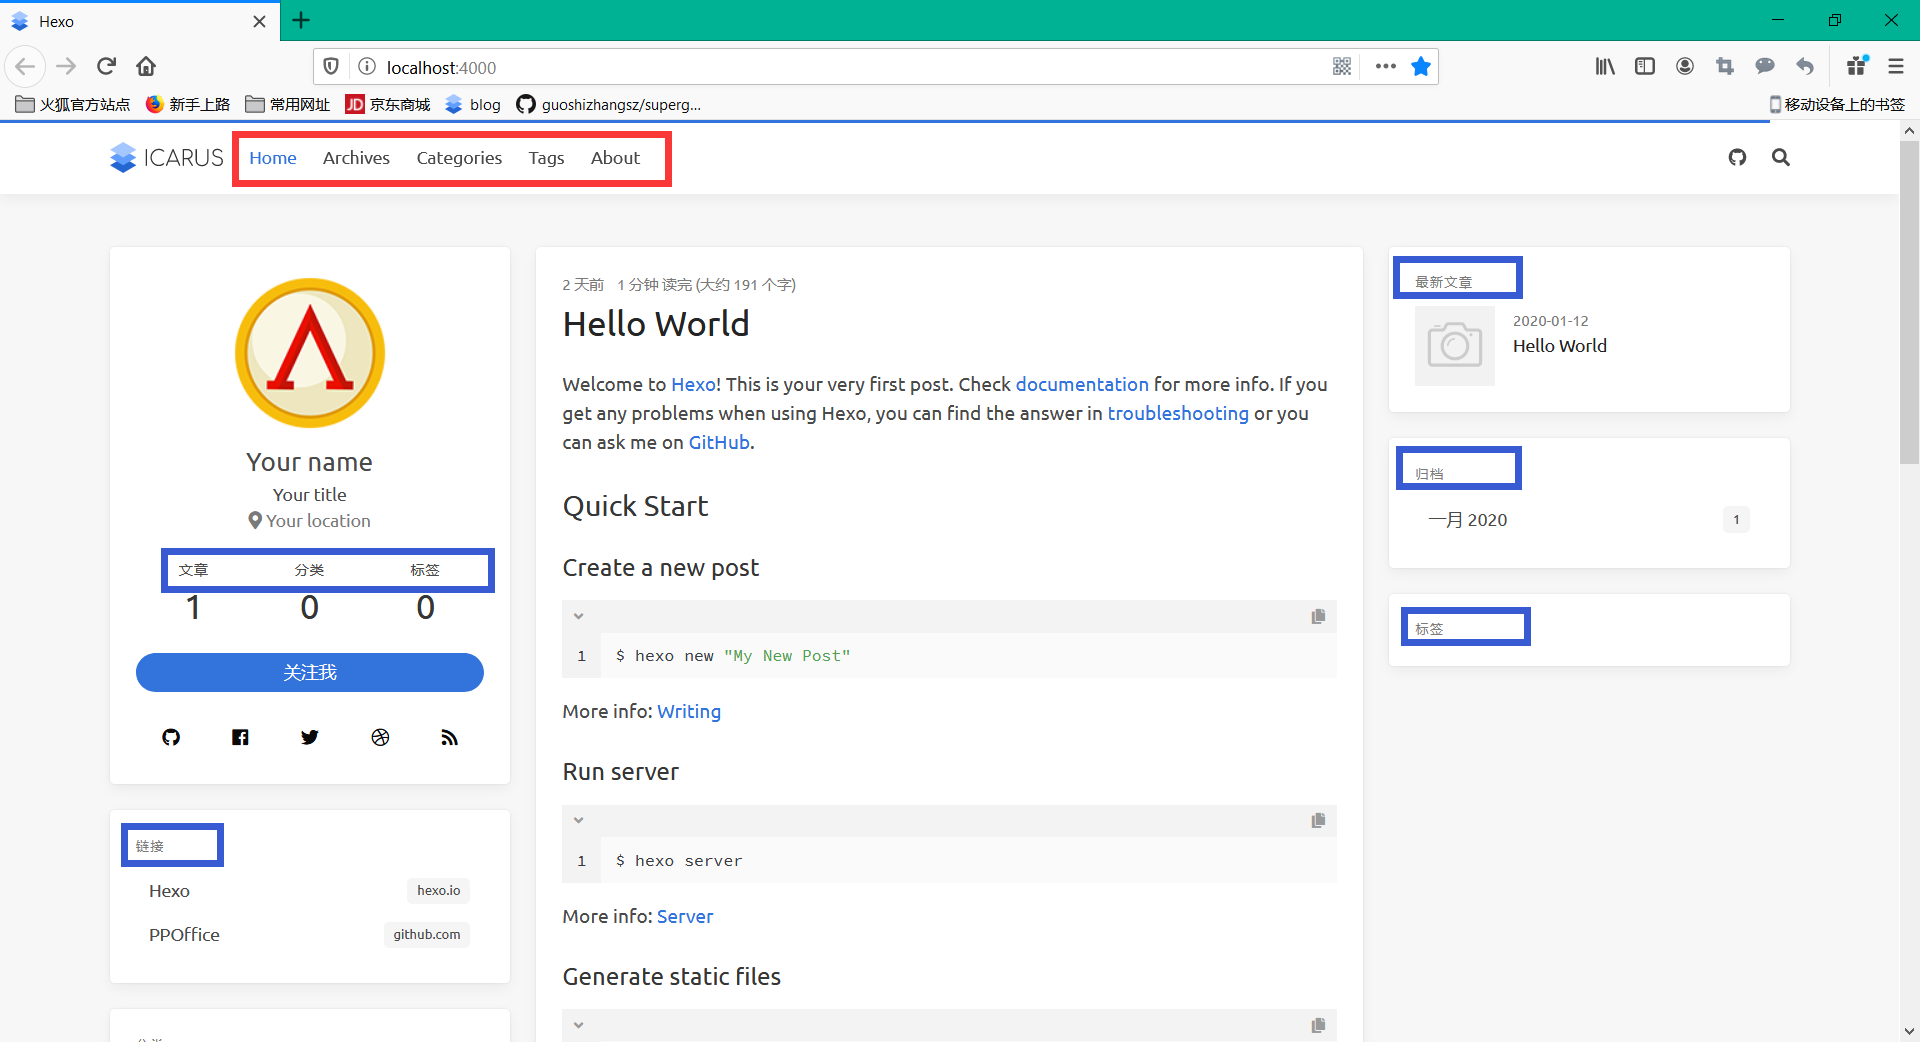 Hexo
localhost:4000
火狐官方站点 新手上路 常用网址 JD 京东商城 blog guoshizhangsz/superg... 移动设备上的书签
ICARUS Home Archives Categories Tags About
Your name
Your title
Your location
文章 分类 标签
1 0 0
关注我
链接
Hexo hexo.io
PPOffice github.com
2 天前 1 分钟 读完 (大约 191 个字)
Hello World
Welcome to Hexo! This is your very first post. Check documentation for more info. If you
get any problems when using Hexo, you can find the answer in troubleshooting or you
can ask me on GitHub.
Quick Start
Create a new post
1 $ hexo new "My New Post"
More info: Writing
Run server
1 $ hexo server
More info: Server
Generate static files
最新文章
2020-01-12
Hello World
归档
一月 2020 1
标签